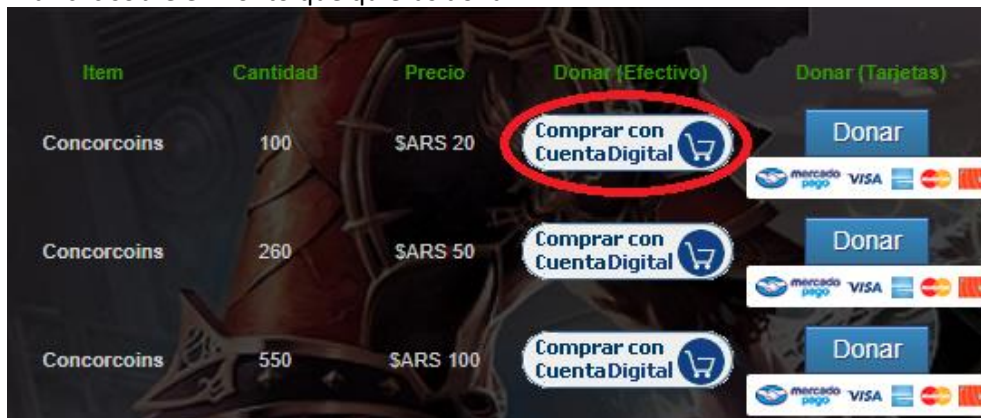 Item Cantidad Precio Donar (Efectivo) Donar (Tarjetas)
Concorcoins 100 $ARS 20 Comprar con CuentaDigital Donar
mercado pago VISA
Concorcoins 260 $ARS 50 Comprar con CuentaDigital Donar
mercado pago VISA
Concorcoins 550 $ARS 100 Comprar con CuentaDigital Donar
mercado pago VISA